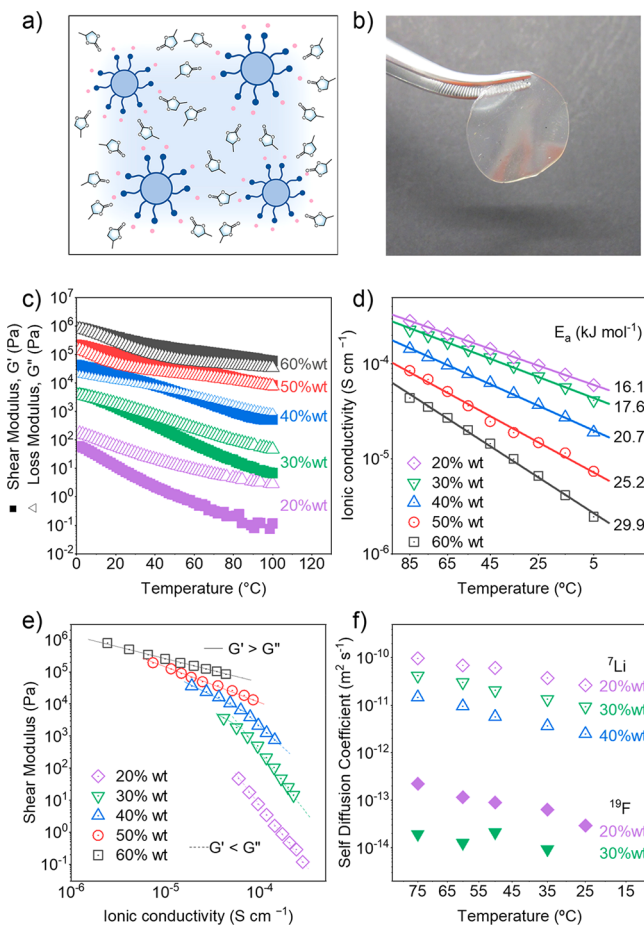 a)
b)
c)
Shear Modulus, G' (Pa)
Loss Modulus, G" (Pa)
10⁷
10⁶
10⁵
10⁴
10³
10²
10¹
10⁰
10⁻¹
10⁻²
60%wt
50%wt
40%wt
30%wt
20%wt
0 20 40 60 80 100 120
Temperature (°C)
d)
Ionic conductivity (S cm⁻¹)
10⁻⁴
10⁻⁵
10⁻⁶
Eₐ (kJ mol⁻¹)
16.1
17.6
20.7
25.2
29.9
20% wt
30% wt
40% wt
50% wt
60% wt
85 65 45 25 5
Temperature (ºC)
e)
Shear Modulus (Pa)
10⁶
10⁵
10⁴
10³
10²
10¹
10⁰
10⁻¹
G' > G"
20% wt
30% wt
40% wt
50% wt
60% wt
G' < G"
10⁻⁶ 10⁻⁵ 10⁻⁴
Ionic conductivity (S cm ⁻¹)
f)
Self Diffusion Coefficient (m² s⁻¹)
10⁻¹⁰
10⁻¹¹
10⁻¹²
10⁻¹³
10⁻¹⁴
⁷Li
20%wt
30%wt
40%wt
¹⁹F
20%wt
30%wt
75 65 55 45 35 25 15
Temperature (°C)